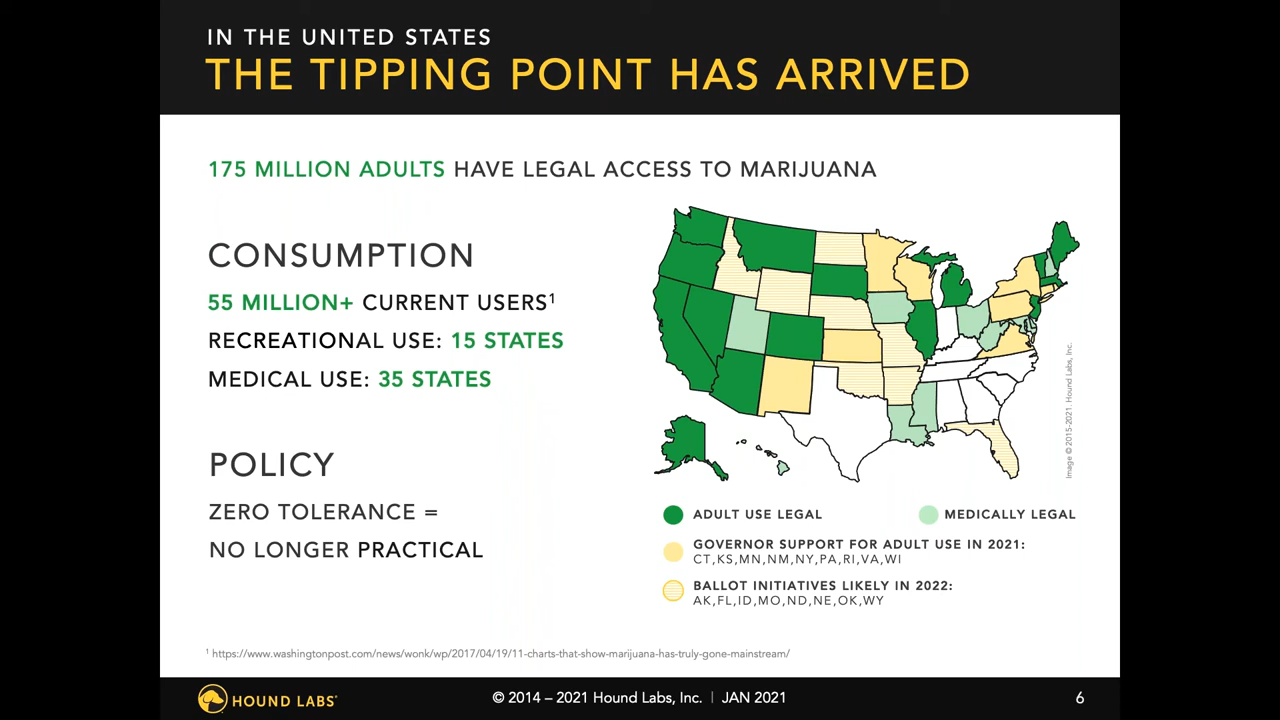 IN THE UNITED STATES
THE TIPPING POINT HAS ARRIVED
175 MILLION ADULTS HAVE LEGAL ACCESS TO MARIJUANA
CONSUMPTION
55 MILLION+ CURRENT USERS¹
RECREATIONAL USE: 15 STATES
MEDICAL USE: 35 STATES
POLICY
ZERO TOLERANCE =
NO LONGER PRACTICAL
Image © 2015-2021. Hound Labs, Inc.
ADULT USE LEGAL
MEDICALLY LEGAL
GOVERNOR SUPPORT FOR ADULT USE IN 2021:
CT,KS,MN,NM,NY,PA,RI,VA,WI
BALLOT INITIATIVES LIKELY IN 2022:
AK,FL,ID,MO,ND,NE,OK,WY
¹ https://www.washingtonpost.com/news/wonk/wp/2017/04/19/11-charts-that-show-marijuana-has-truly-gone-mainstream/
HOUND LABS®
© 2014 – 2021 Hound Labs, Inc. | JAN 2021
6